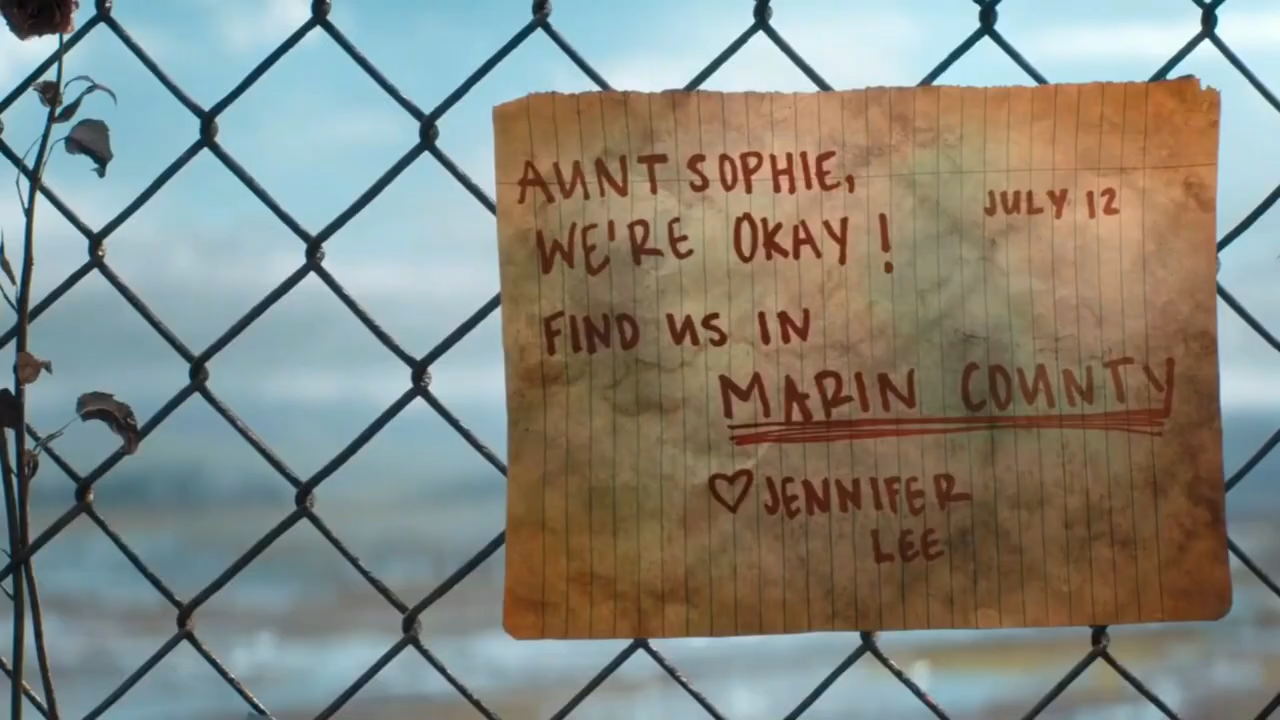 AUNT SOPHIE,
JULY 12
WE'RE OKAY!
FIND US IN
MARIN COUNTY
♡JENNIFER
LEE